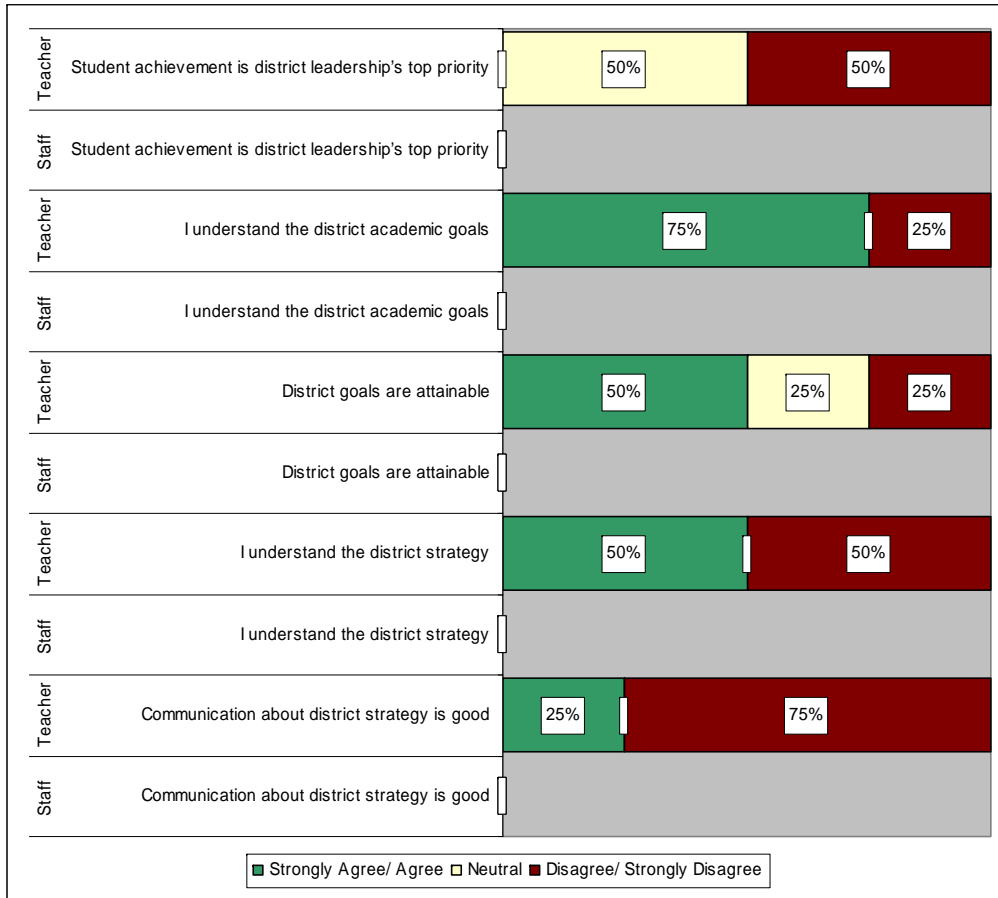 Teacher
Student achievement is district leadership's top priority
50%
50%
Staff
Student achievement is district leadership's top priority
Teacher
I understand the district academic goals
75%
25%
Staff
I understand the district academic goals
Teacher
District goals are attainable
50%
25%
25%
Staff
District goals are attainable
Teacher
I understand the district strategy
50%
50%
Staff
I understand the district strategy
Teacher
Communication about district strategy is good
25%
75%
Staff
Communication about district strategy is good
Strongly Agree/ Agree Neutral Disagree/ Strongly Disagree